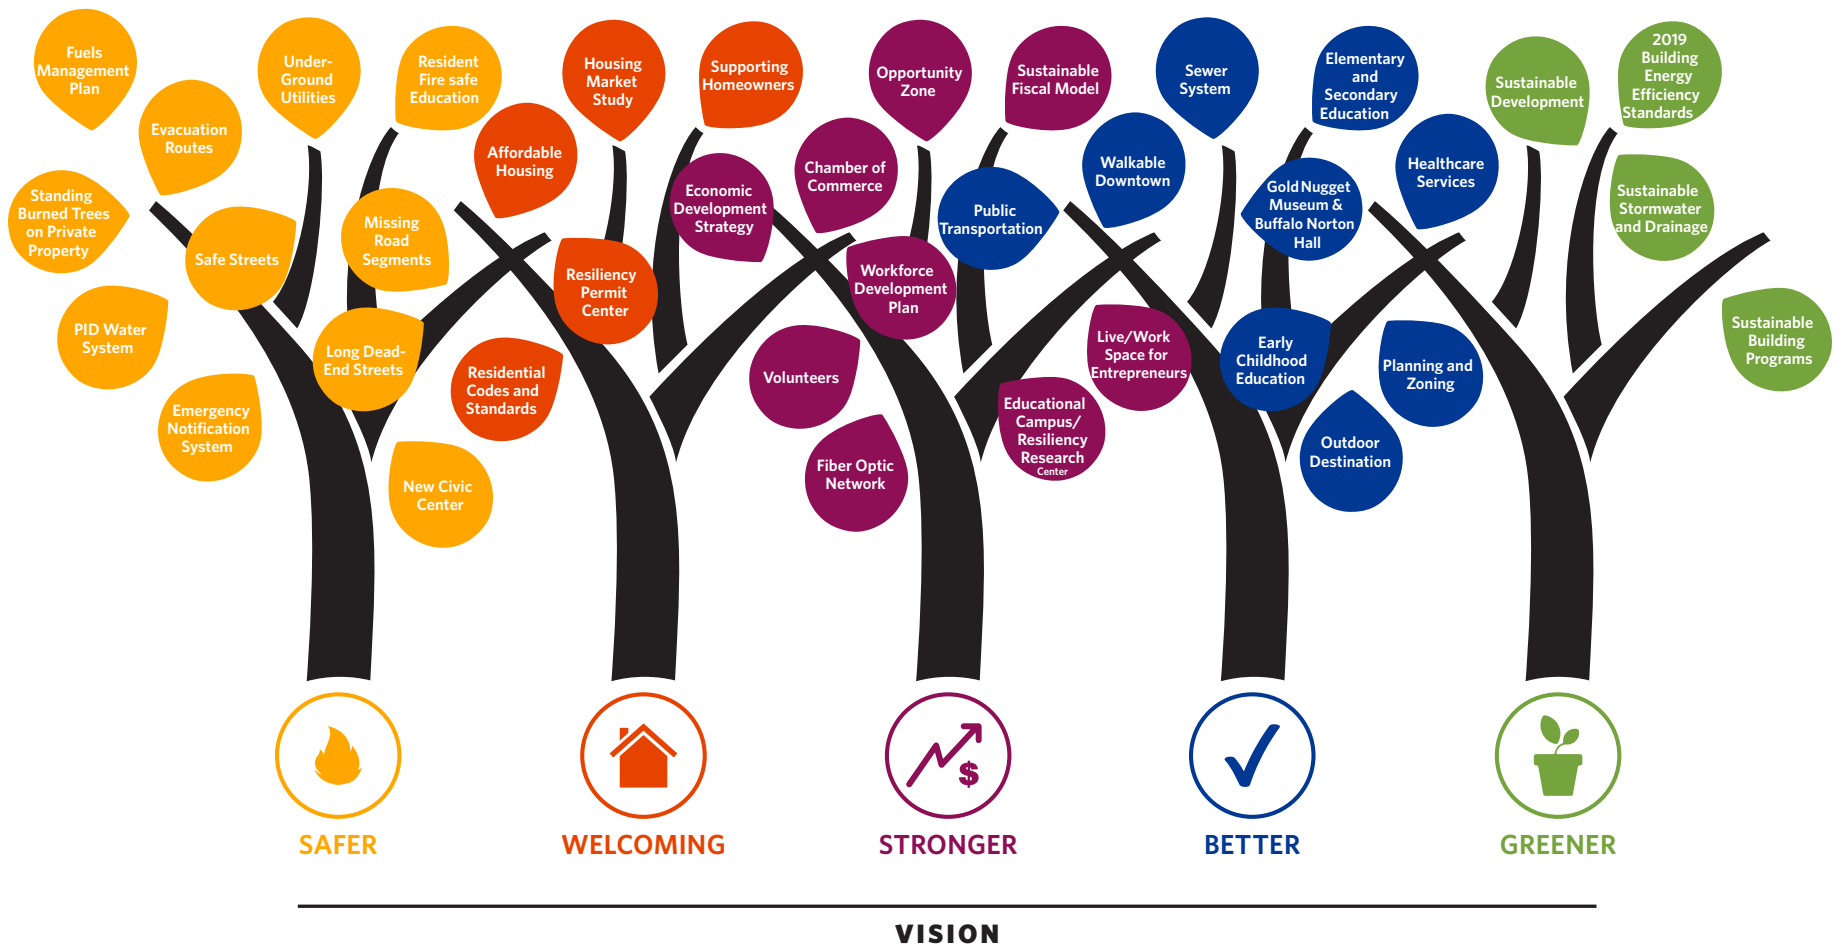 Fuels
Management
Plan
Evacuation
Routes
Under-
Ground
Utilities
Resident
Fire safe
Education
Standing
Burned Trees
on Private
Property
Safe Streets
Missing
Road
Segments
PID Water
System
Long Dead-
End Streets
Emergency
Notification
System
New Civic
Center
Housing
Market
Study
Supporting
Homeowners
Affordable
Housing
Resiliency
Permit
Center
Residential
Codes and
Standards
Opportunity
Zone
Sustainable
Fiscal Model
Chamber of
Commerce
Economic
Development
Strategy
Workforce
Development
Plan
Volunteers
Live/Work
Space for
Entrepreneurs
Educational
Campus/
Resiliency
Research
Center
Fiber Optic
Network
Sewer
System
Elementary
and
Secondary
Education
Walkable
Downtown
Healthcare
Services
Public
Transportation
Gold Nugget
Museum &
Buffalo Norton
Hall
Early
Childhood
Education
Planning and
Zoning
Outdoor
Destination
Sustainable
Development
2019
Building
Energy
Efficiency
Standards
Sustainable
Stormwater
and Drainage
Sustainable
Building
Programs
$
SAFER
WELCOMING
STRONGER
BETTER
GREENER
VISION